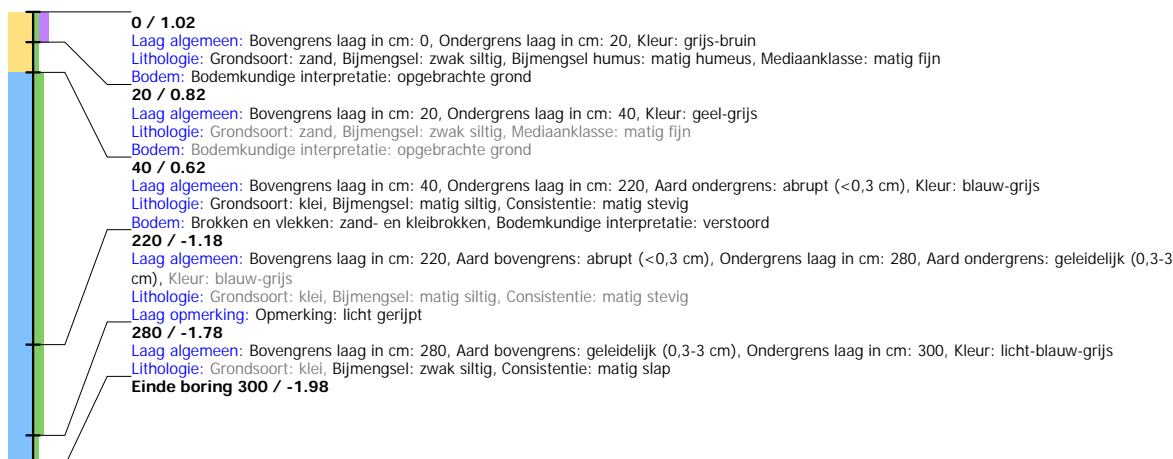 0 / 1.02
Laag algemeen: Bovengrens laag in cm: 0, Ondergrens laag in cm: 20, Kleur: grijs-bruin
Lithologie: Grondsoort: zand, Bijmengsel: zwak siltig, Bijmengsel humus: matig humeus, Mediaanklasse: matig fijn
Bodem: Bodemkundige interpretatie: opgebrachte grond
20 / 0.82
Laag algemeen: Bovengrens laag in cm: 20, Ondergrens laag in cm: 40, Kleur: geel-grijs
Lithologie: Grondsoort: zand, Bijmengsel: zwak siltig, Mediaanklasse: matig fijn
Bodem: Bodemkundige interpretatie: opgebrachte grond
40 / 0.62
Laag algemeen: Bovengrens laag in cm: 40, Ondergrens laag in cm: 220, Aard ondergrens: abrupt (<0,3 cm), Kleur: blauw-grijs
Lithologie: Grondsoort: klei, Bijmengsel: matig siltig, Consistentie: matig stevig
Bodem: Brokken en vlekken: zand- en kleibrokken, Bodemkundige interpretatie: verstoord
220 / -1.18
Laag algemeen: Bovengrens laag in cm: 220, Aard bovengrens: abrupt (<0,3 cm), Ondergrens laag in cm: 280, Aard ondergrens: geleidelijk (0,3-3
cm), Kleur: blauw-grijs
Lithologie: Grondsoort: klei, Bijmengsel: matig siltig, Consistentie: matig stevig
Laag opmerking: Opmerking: licht gerijpt
280 / -1.78
Laag algemeen: Bovengrens laag in cm: 280, Aard bovengrens: geleidelijk (0,3-3 cm), Ondergrens laag in cm: 300, Kleur: licht-blauw-grijs
Lithologie: Grondsoort: klei, Bijmengsel: zwak siltig, Consistentie: matig slap
Einde boring 300 / -1.98